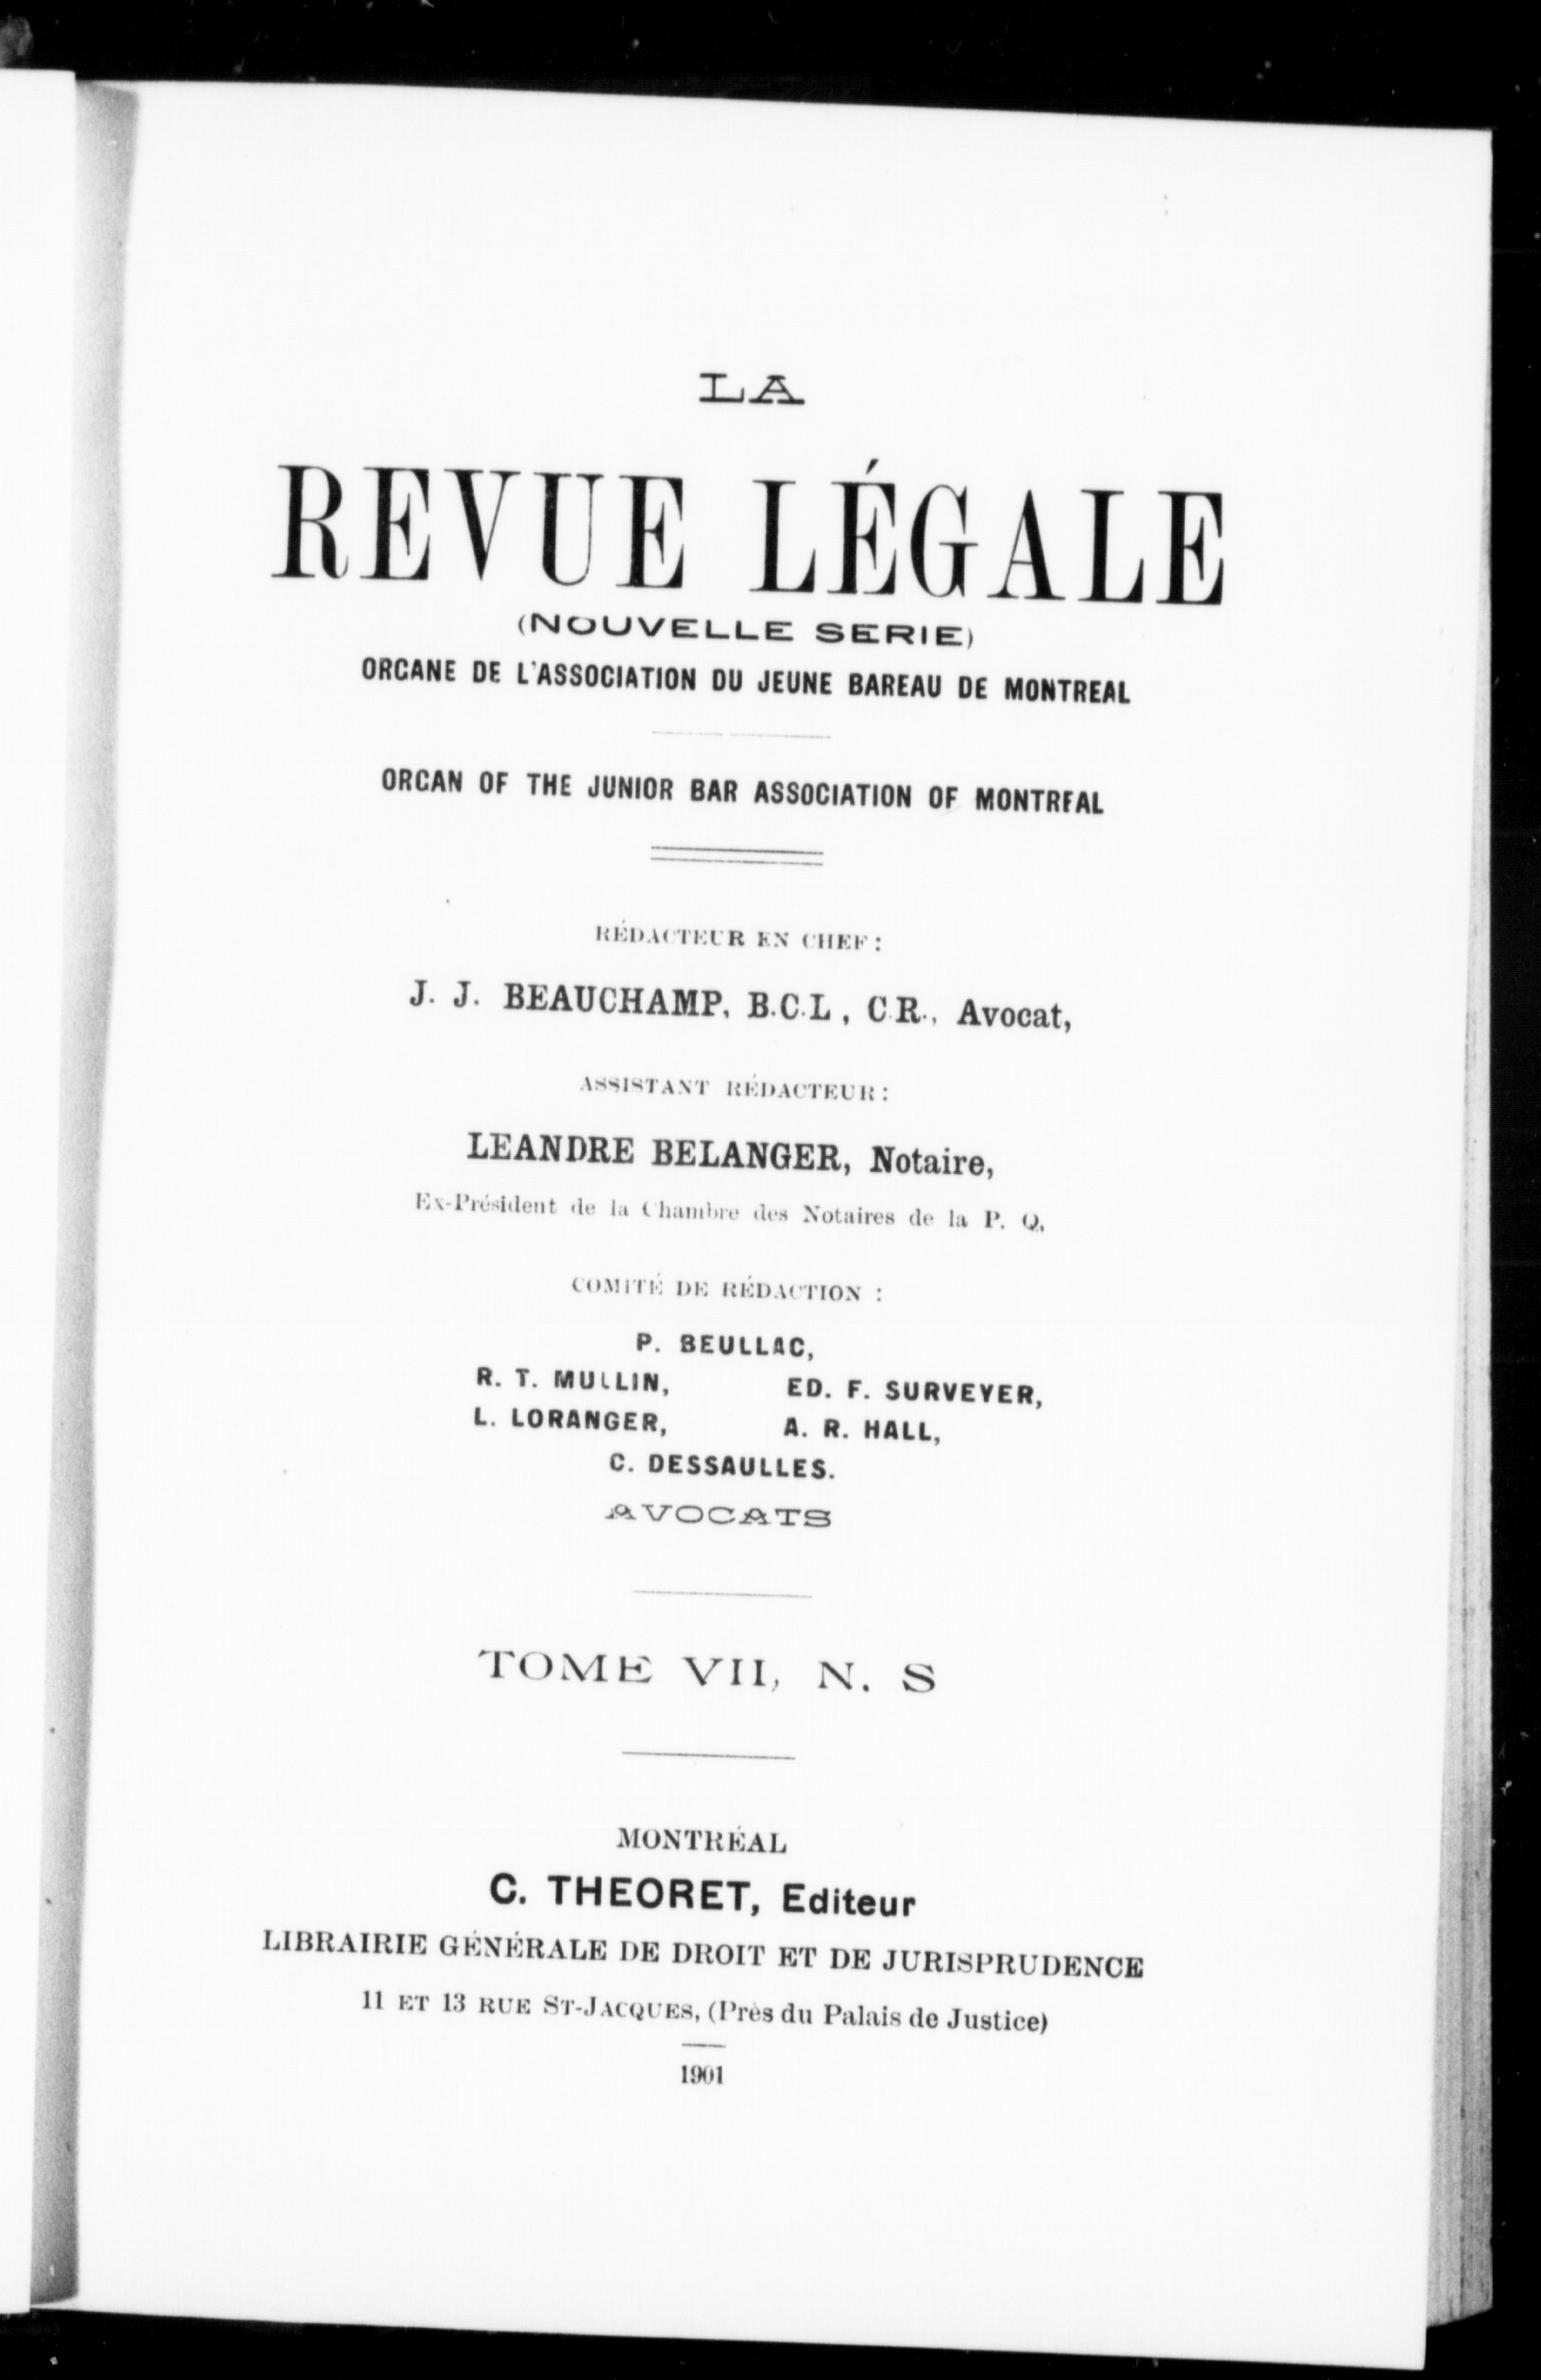 LA
REVUE LÉGALE
(NOUVELLE SERIE)
ORGANE DE L'ASSOCIATION DU JEUNE BAREAU DE MONTREAL
ORGAN OF THE JUNIOR BAR ASSOCIATION OF MONTREAL
RÉDACTEUR EN CHEF:
J. J. BEAUCHAMP, B.C.L, C.R., Avocat,
ASSISTANT RÉDACTEUR:
LEANDRE BELANGER, Notaire,
Ex-Président de la Chambre des Notaires de la P. Q,
COMITÉ DE RÉDACTION :
P. BEULLAC,
R. T. MULLIN, ED. F. SURVEYER,
L. LORANGER, A. R. HALL,
C. DESSAULLES.
AVOCATS
TOME VII, N. S
MONTRÉAL
C. THEORET, Editeur
LIBRAIRIE GÉNÉRALE DE DROIT ET DE JURISPRUDENCE
11 ET 13 RUE ST-JACQUES, (Près du Palais de Justice)
1901